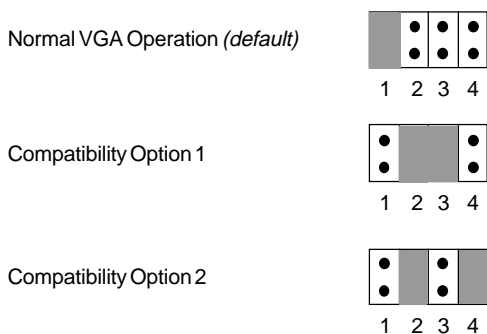 Normal VGA Operation (default)
1 2 3 4
Compatibility Option 1
1 2 3 4
Compatibility Option 2
1 2 3 4